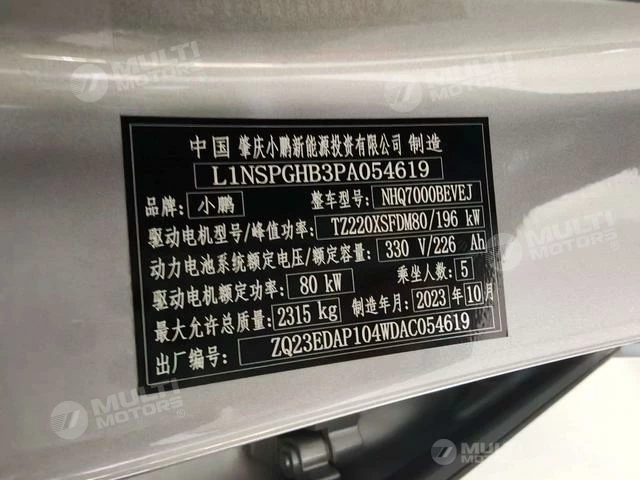 中国 肇庆小鹏新能源投资有限公司 制造
L1NSPGHB3PA054619
品牌: 小鹏 整车型号: NHQ7000BEVEJ
驱动电机型号/峰值功率: TZ220XSFDM80/196 kW
动力电池系统额定电压/额定容量: 330 V/226 Ah
驱动电机额定功率: 80 kW 乘坐人数: 5
最大允许总质量: 2315 kg 制造年月: 2023 年 10 月
出厂编号: ZQ23EDAP104WDAC054619
MULTI MOTORS
MULTI MOTORS
MULTI MOTORS
MULTI MOTORS
MULTI MOTORS
MULTI